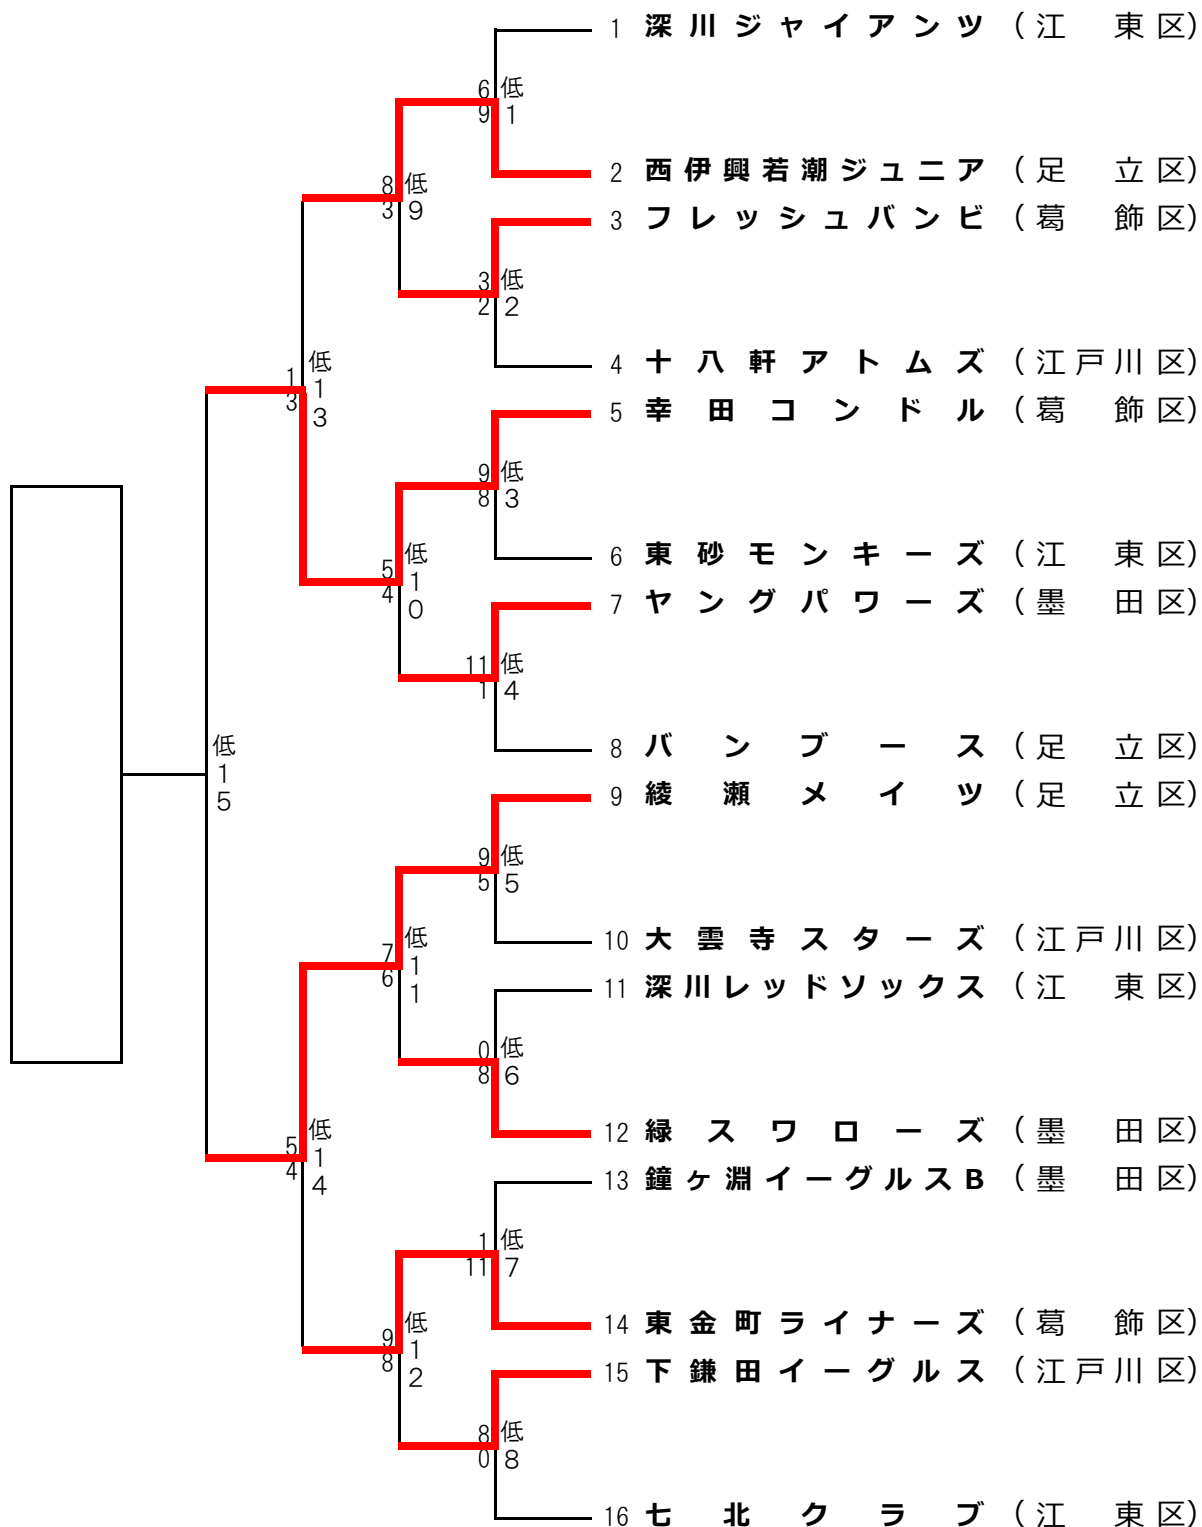 1 深川ジャイアンツ （江東区）
6 低
9 1
2 西伊興若潮ジュニア （足立区）
8 低
3 9
3 フレッシュバンビ （葛飾区）
3 低
2 2
4 十八軒アトムズ （江戸川区）
1 低
3 13
5 幸田コンドル （葛飾区）
9 低
8 3
6 東砂モンキーズ （江東区）
5 低
4 10
7 ヤングパワーズ （墨田区）
11 低
1 4
8 バンブース （足立区）
低
15
9 綾瀬メイツ （足立区）
9 低
5 5
10 大雲寺スターズ （江戸川区）
7 低
6 11
11 深川レッドソックス （江東区）
0 低
8 6
12 緑スワローズ （墨田区）
5 低
4 14
13 鐘ヶ淵イーグルスB （墨田区）
1 低
11 7
14 東金町ライナーズ （葛飾区）
9 低
8 12
15 下鎌田イーグルス （江戸川区）
8 低
0 8
16 七北クラブ （江東区）